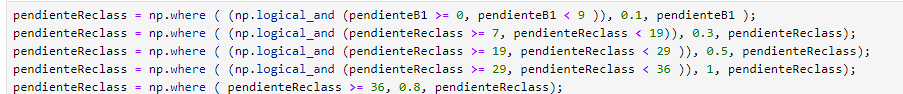 pendienteReclass = np.where ( (np.logical_and (pendienteB1 >= 0, pendienteB1 < 9 )), 0.1, pendienteB1 );
pendienteReclass = np.where ( (np.logical_and (pendienteReclass >= 7, pendienteReclass < 19)), 0.3, pendienteReclass);
pendienteReclass = np.where ( (np.logical_and (pendienteReclass >= 19, pendienteReclass < 29 )), 0.5, pendienteReclass);
pendienteReclass = np.where ( (np.logical_and (pendienteReclass >= 29, pendienteReclass < 36 )), 1, pendienteReclass);
pendienteReclass = np.where ( pendienteReclass >= 36, 0.8, pendienteReclass);